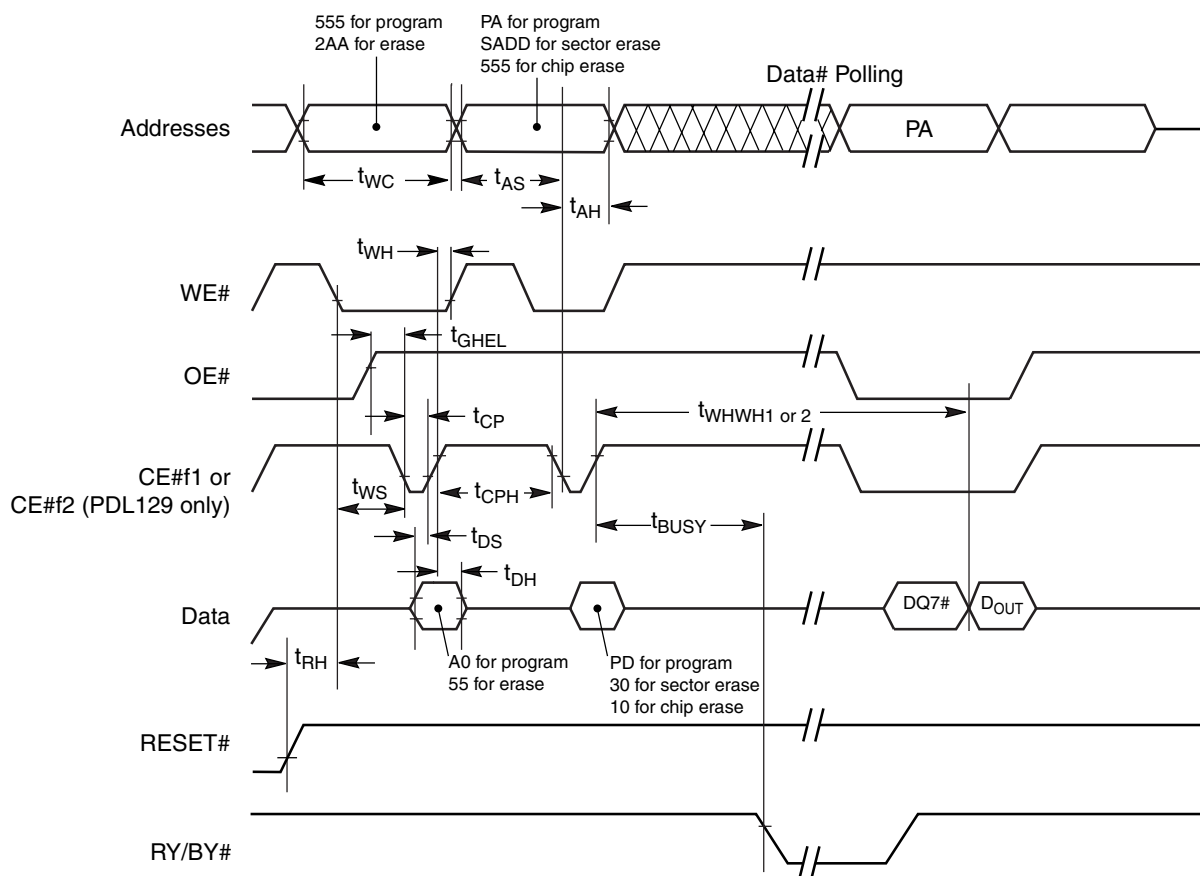 555 for program
2AA for erase
PA for program
SADD for sector erase
555 for chip erase
Data# Polling
Addresses
PA
tWC
tAS
tAH
tWH
WE#
tGHEL
OE#
tCP
tWHWH1 or 2
CE#f1 or
CE#f2 (PDL129 only)
tWS
tCPH
tBUSY
tDS
tDH
Data
DQ7#
DOUT
tRH
A0 for program
55 for erase
PD for program
30 for sector erase
10 for chip erase
RESET#
RY/BY#